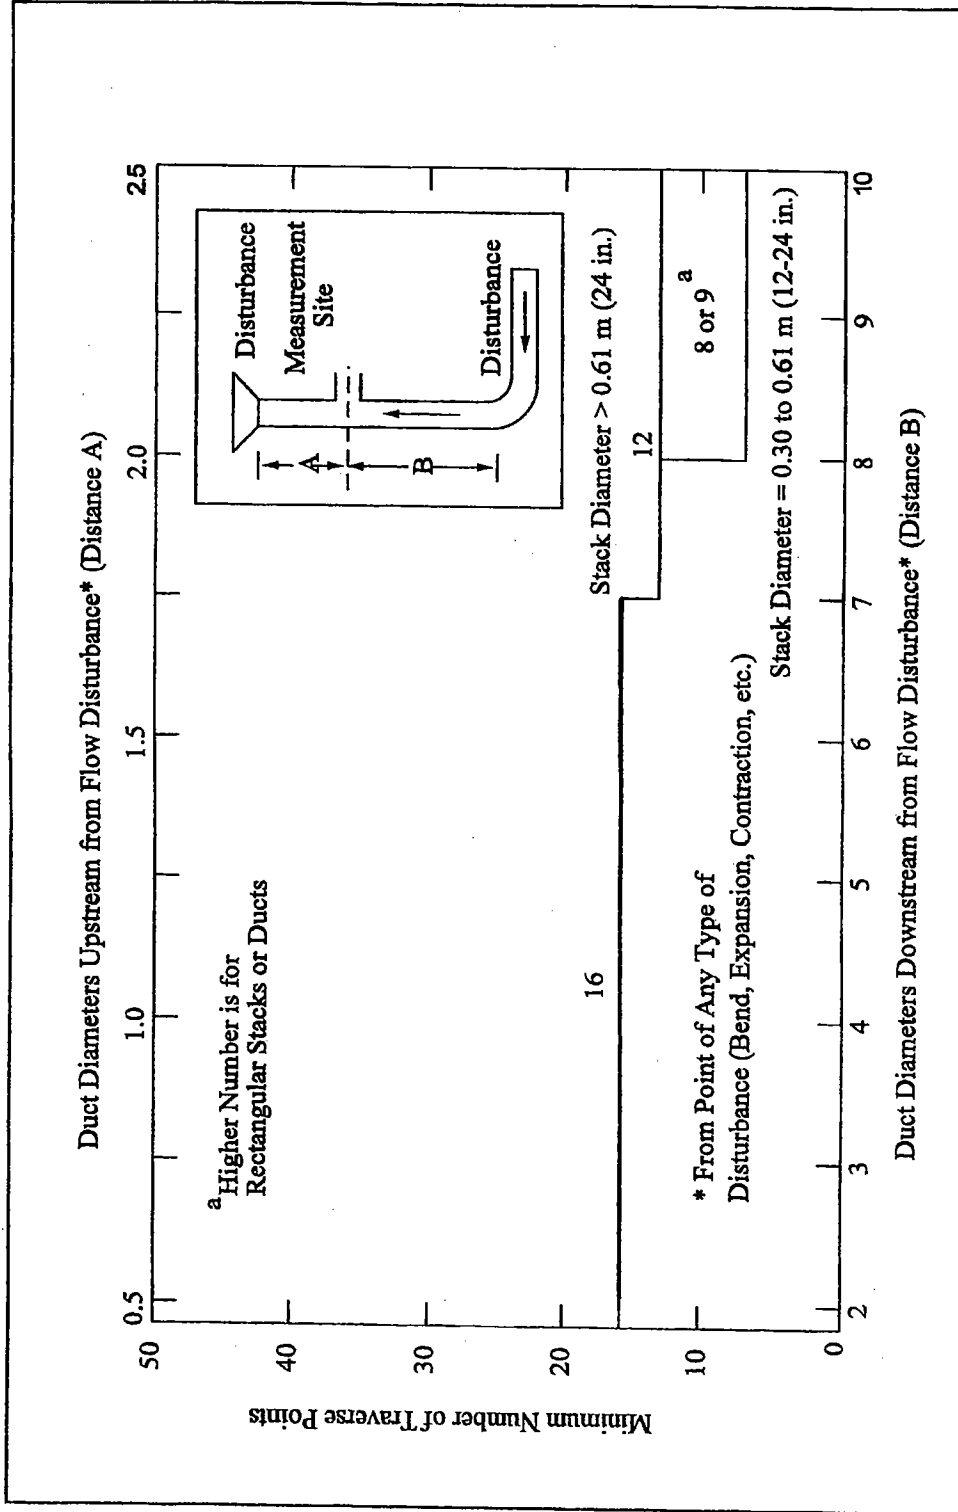 Duct Diameters Upstream from Flow Disturbance* (Distance A)
0.5
1.0
1.5
2.0
2.5
50
40
30
20
10
0
Minimum Number of Traverse Points
a Higher Number is for
Rectangular Stacks or Ducts
Disturbance
Measurement
Site
A
B
Disturbance
Stack Diameter > 0.61 m (24 in.)
16
12
8 or 9 a
* From Point of Any Type of
Disturbance (Bend, Expansion, Contraction, etc.)
Stack Diameter = 0.30 to 0.61 m (12-24 in.)
2
3
4
5
6
7
8
9
10
Duct Diameters Downstream from Flow Disturbance* (Distance B)